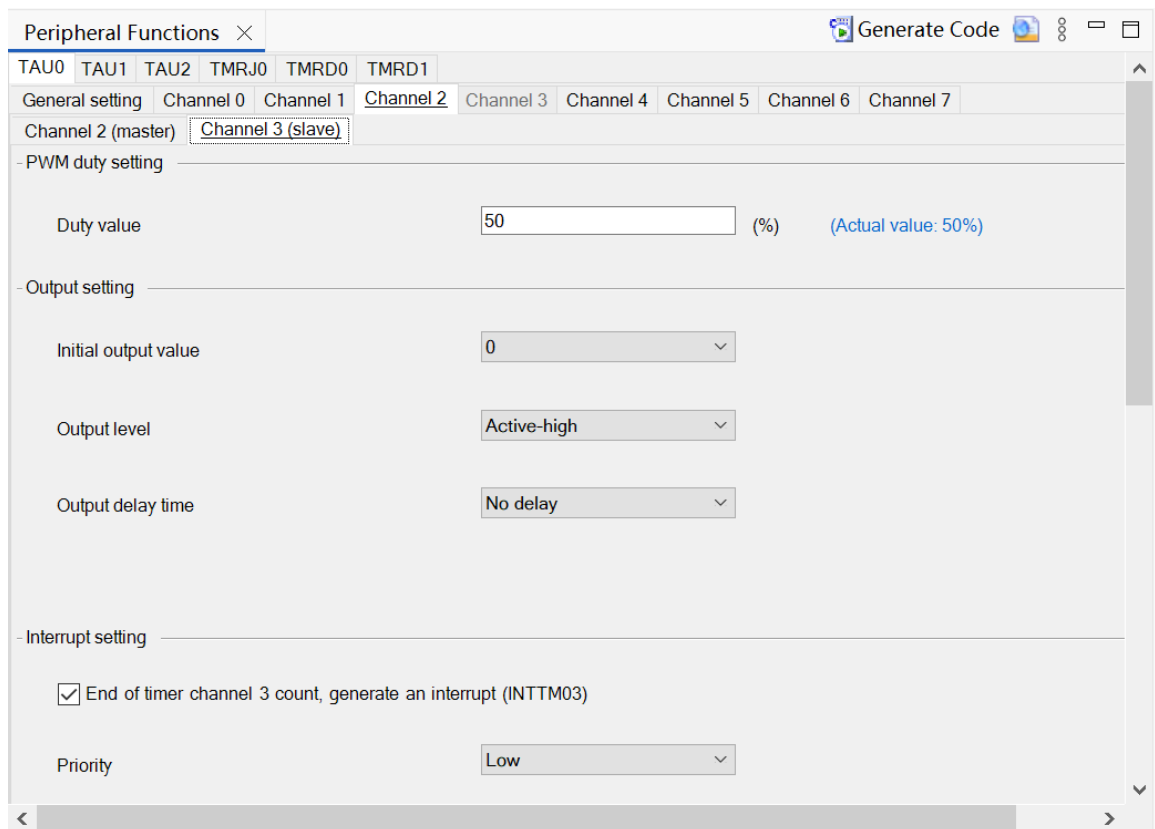 Peripheral Functions
Generate Code
TAU0 TAU1 TAU2 TMRJ0 TMRD0 TMRD1
General setting Channel 0 Channel 1 Channel 2 Channel 3 Channel 4 Channel 5 Channel 6 Channel 7
Channel 2 (master) Channel 3 (slave)
PWM duty setting
Duty value 50 (%) (Actual value: 50%)
Output setting
Initial output value 0
Output level Active-high
Output delay time No delay
Interrupt setting
End of timer channel 3 count, generate an interrupt (INTTM03)
Priority Low